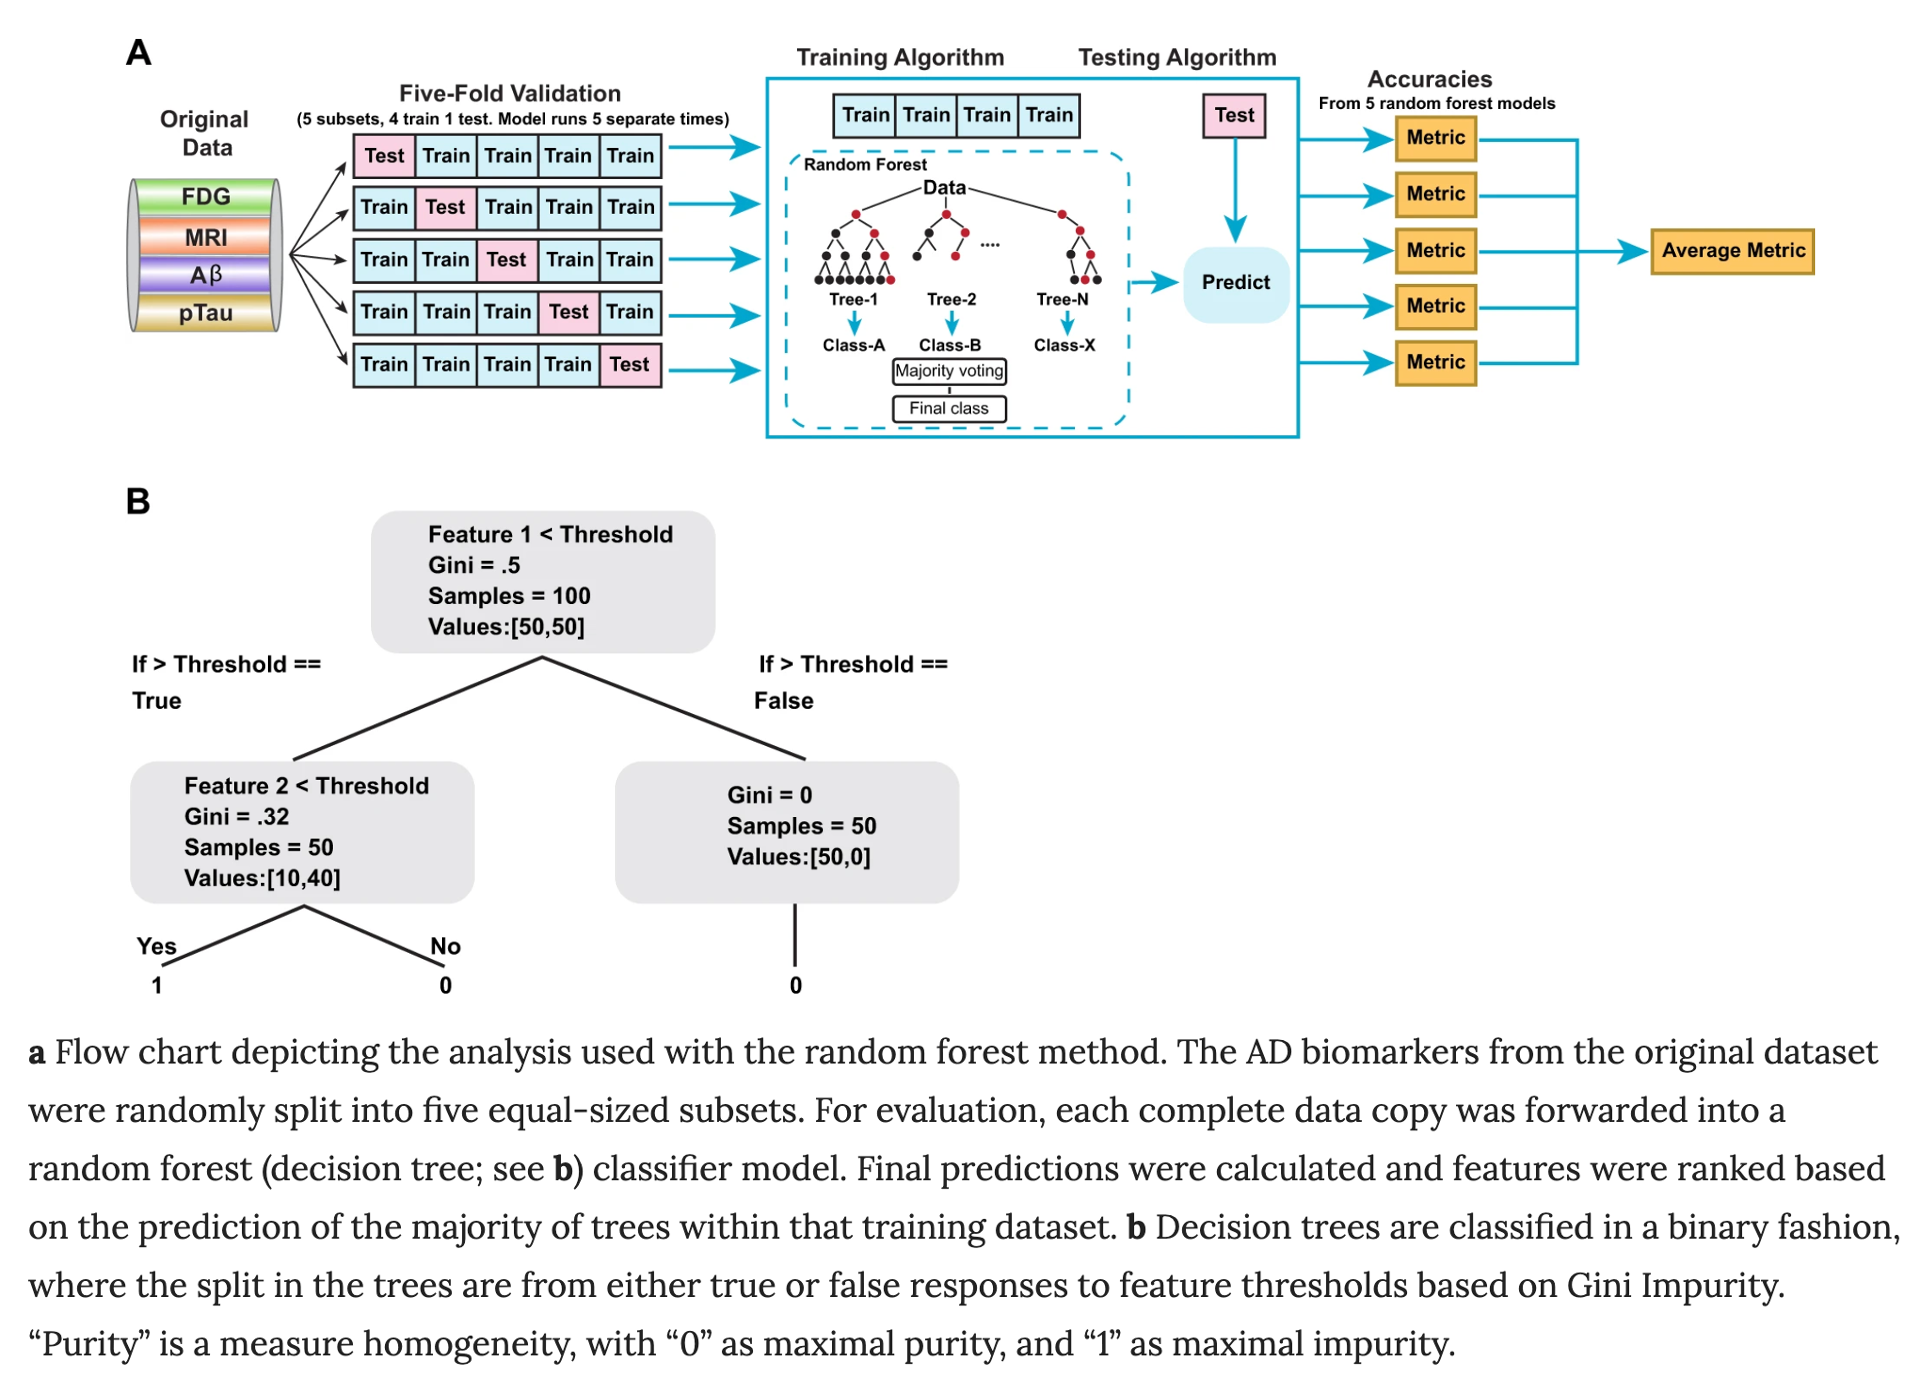 A
Original
Data
FDG
MRI
Aβ
pTau
Five-Fold Validation
(5 subsets, 4 train 1 test. Model runs 5 separate times)
Test Train Train Train Train
Train Test Train Train Train
Train Train Test Train Train
Train Train Train Test Train
Train Train Train Train Test
Training Algorithm
Testing Algorithm
Train Train Train Train
Test
Random Forest
Data
....
Tree-1 Tree-2 Tree-N
Class-A Class-B Class-X
Majority voting
Final class
Predict
Accuracies
From 5 random forest models
Metric
Metric
Metric
Metric
Metric
Average Metric
B
Feature 1 < Threshold
Gini = .5
Samples = 100
Values:[50,50]
If > Threshold ==
True
If > Threshold ==
False
Feature 2 < Threshold
Gini = .32
Samples = 50
Values:[10,40]
Gini = 0
Samples = 50
Values:[50,0]
Yes
No
1
0
0
a Flow chart depicting the analysis used with the random forest method. The AD biomarkers from the original dataset
were randomly split into five equal-sized subsets. For evaluation, each complete data copy was forwarded into a
random forest (decision tree; see b) classifier model. Final predictions were calculated and features were ranked based
on the prediction of the majority of trees within that training dataset. b Decision trees are classified in a binary fashion,
where the split in the trees are from either true or false responses to feature thresholds based on Gini Impurity.
“Purity” is a measure homogeneity, with “0” as maximal purity, and “1” as maximal impurity.